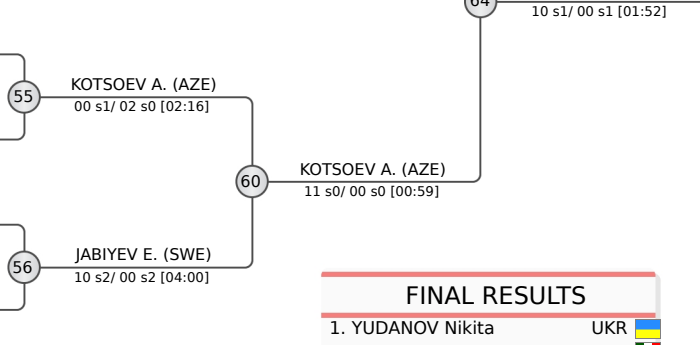 64
10 s1/ 00 s1 [01:52]
KOTSOEV A. (AZE)
55
00 s1/ 02 s0 [02:16]
KOTSOEV A. (AZE)
60
11 s0/ 00 s0 [00:59]
JABIYEV E. (SWE)
56
10 s2/ 00 s2 [04:00]
FINAL RESULTS
1. YUDANOV Nikita UKR